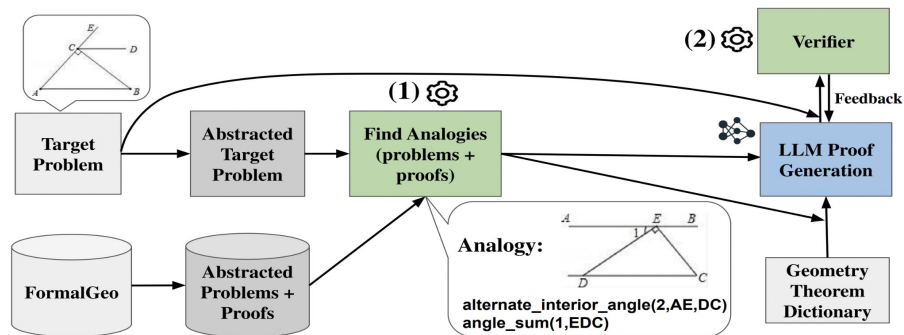 E
C
D
A
B
Target
Problem
Abstracted
Target
Problem
(1)
Find Analogies
(problems +
proofs)
(2)
Verifier
Feedback
LLM Proof
Generation
FormalGeo
Abstracted
Problems +
Proofs
Analogy:
A
E
B
1
D
C
alternate_interior_angle(2,AE,DC)
angle_sum(1,EDC)
Geometry
Theorem
Dictionary